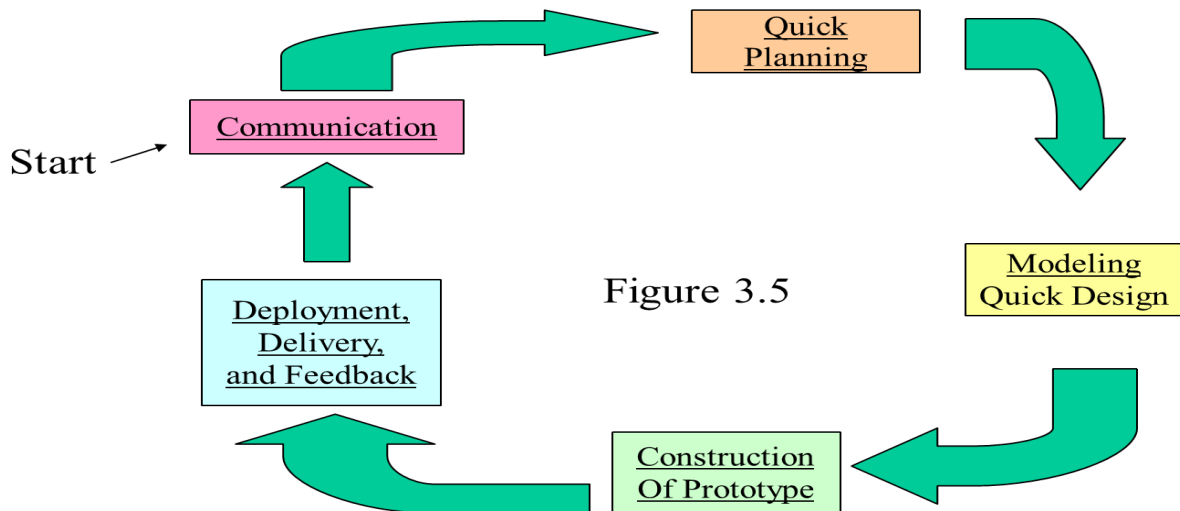 Quick
Planning
Communication
Start
Modeling
Quick Design
Figure 3.5
Deployment,
Delivery,
and Feedback
Construction
Of Prototype